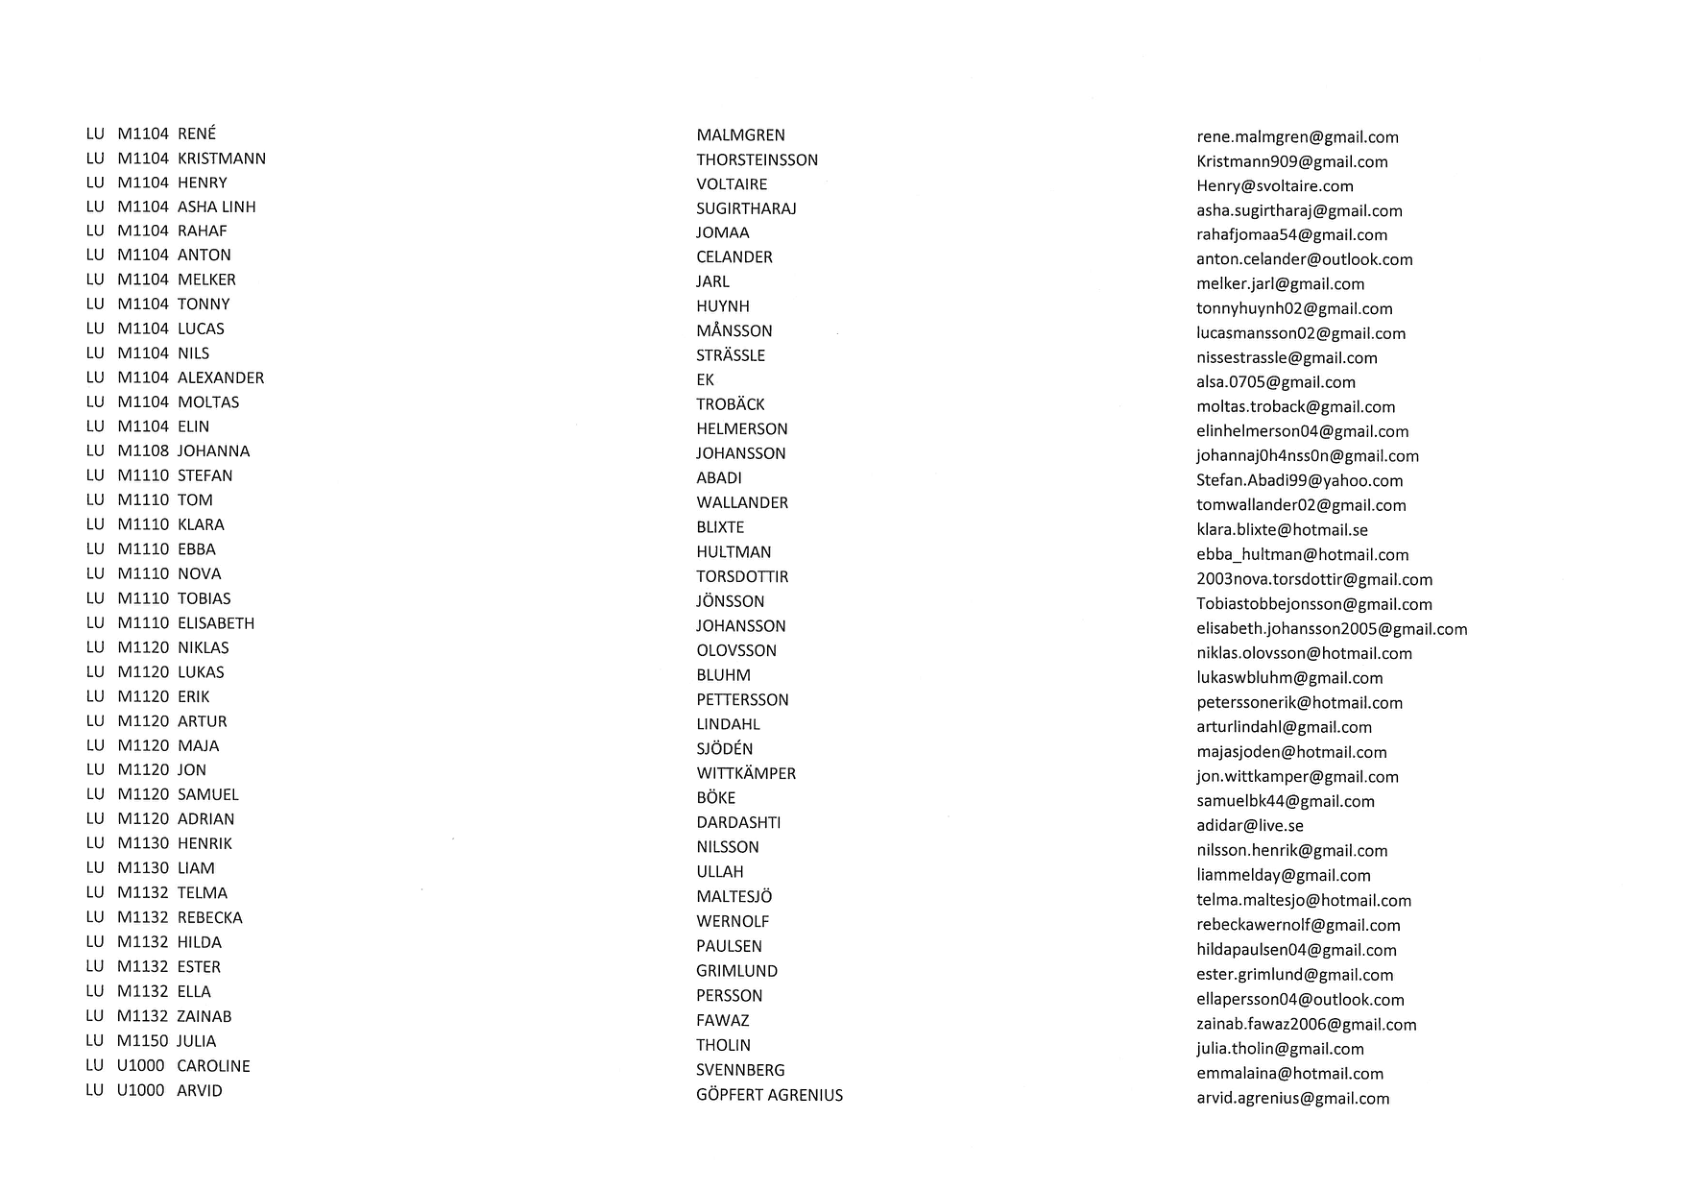 LU M1104 RENÉ MALMGREN rene.malmgren@gmail.com
LU M1104 KRISTMANN THORSTEINSSON Kristmann909@gmail.com
LU M1104 HENRY VOLTAIRE Henry@svoltaire.com
LU M1104 ASHA LINH SUGIRTHARAJ asha.sugirtharaj@gmail.com
LU M1104 RAHAF JOMAA rahafjomaa54@gmail.com
LU M1104 ANTON CELANDER anton.celander@outlook.com
LU M1104 MELKER JARL melker.jarl@gmail.com
LU M1104 TONNY HUYNH tonnyhuynh02@gmail.com
LU M1104 LUCAS MÅNSSON lucasmansson02@gmail.com
LU M1104 NILS STRÄSSLE nissestrassle@gmail.com
LU M1104 ALEXANDER EK alsa.0705@gmail.com
LU M1104 MOLTAS TROBÄCK moltas.troback@gmail.com
LU M1104 ELIN HELMERSON elinhelmerson04@gmail.com
LU M1108 JOHANNA JOHANSSON johannaj0h4nss0n@gmail.com
LU M1110 STEFAN ABADI Stefan.Abadi99@yahoo.com
LU M1110 TOM WALLANDER tomwallander02@gmail.com
LU M1110 KLARA BLIXTE klara.blixte@hotmail.se
LU M1110 EBBA HULTMAN ebba_hultman@hotmail.com
LU M1110 NOVA TORSDOTTIR 2003nova.torsdottir@gmail.com
LU M1110 TOBIAS JÖNSSON Tobiastobbejonsson@gmail.com
LU M1110 ELISABETH JOHANSSON elisabeth.johansson2005@gmail.com
LU M1120 NIKLAS OLOVSSON niklas.olovsson@hotmail.com
LU M1120 LUKAS BLUHM lukaswbluhm@gmail.com
LU M1120 ERIK PETTERSSON peterssonerik@hotmail.com
LU M1120 ARTUR LINDAHL arturlindahl@gmail.com
LU M1120 MAJA SJÖDÉN majasjoden@hotmail.com
LU M1120 JON WITTKÄMPER jon.wittkamper@gmail.com
LU M1120 SAMUEL BÖKE samuelbk44@gmail.com
LU M1120 ADRIAN DARDASHTI adidar@live.se
LU M1130 HENRIK NILSSON nilsson.henrik@gmail.com
LU M1130 LIAM ULLAH liammelday@gmail.com
LU M1132 TELMA MALTESJÖ telma.maltesjo@hotmail.com
LU M1132 REBECKA WERNOLF rebeckawernolf@gmail.com
LU M1132 HILDA PAULSEN hildapaulsen04@gmail.com
LU M1132 ESTER GRIMLUND ester.grimlund@gmail.com
LU M1132 ELLA PERSSON ellapersson04@outlook.com
LU M1132 ZAINAB FAWAZ zainab.fawaz2006@gmail.com
LU M1150 JULIA THOLIN julia.tholin@gmail.com
LU U1000 CAROLINE SVENNBERG emmalaina@hotmail.com
LU U1000 ARVID GÖPFERT AGRENIUS arvid.agrenius@gmail.com